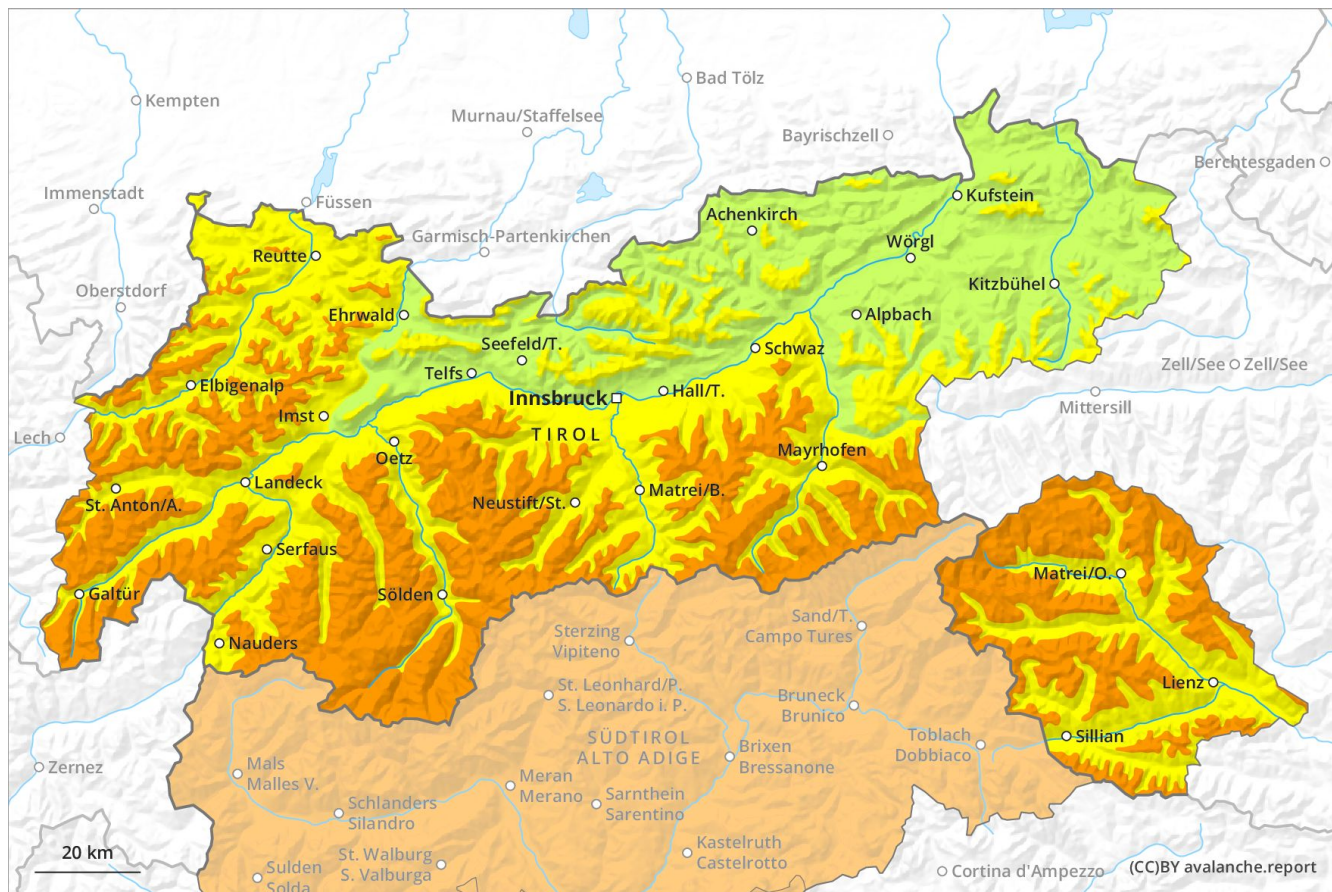 Bad Tölz
Kempten
Murnau/Staffelsee
Bayrischzell
Berchtesgaden
Immenstadt
Füssen
Kufstein
Achenkirch
Garmisch-Partenkirchen
Wörgl
Reutte
Kitzbühel
Oberstdorf
Ehrwald
Alpbach
Seefeld/T.
Schwaz
Zell/See
Zell/See
Telfs
Elbigenalp
Hall/T.
Innsbruck
Mittersill
Imst
TIROL
Lech
Oetz
Mayrhofen
Landeck
Matrei/B.
St. Anton/A.
Neustift/St.
Serfaus
Matrei/O.
Galtür
Sölden
Sand/T.
Campo Tures
Sterzing
Vipiteno
Nauders
Lienz
St. Leonhard/P.
S. Leonardo i. P.
Bruneck
Brunico
Sillian
SÜDTIROL
ALTO ADIGE
Toblach
Dobbiaco
Brixen
Bressanone
Zernez
Mals
Malles V.
Meran
Merano
Sarnthein
Sarentino
Schlanders
Silandro
Kastelruth
Castelrotto
20 km
St. Walburg
S. Valburga
Sulden
Solda
Cortina d'Ampezzo
(CC)BY avalanche.report